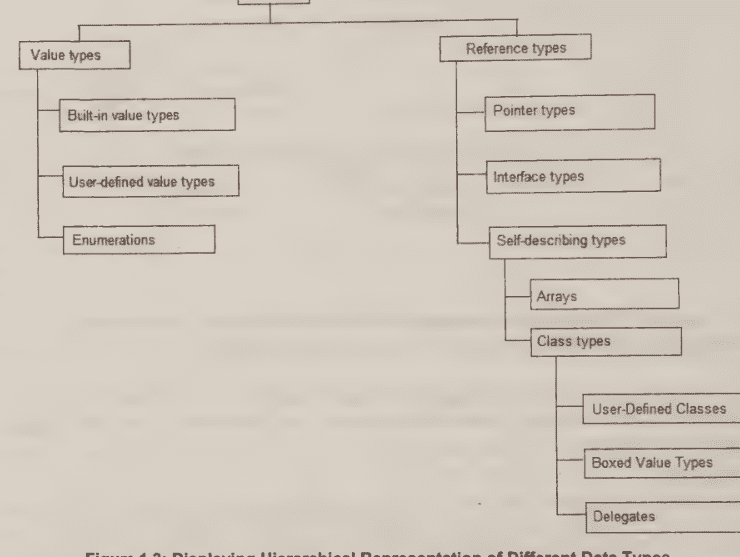 Value types
Reference types
Built-in value types
Pointer types
User-defined value types
Interface types
Enumerations
Self-describing types
Arrays
Class types
User-Defined Classes
Boxed Value Types
Delegates
Displaying Hierarchical Representation of Different Data Types